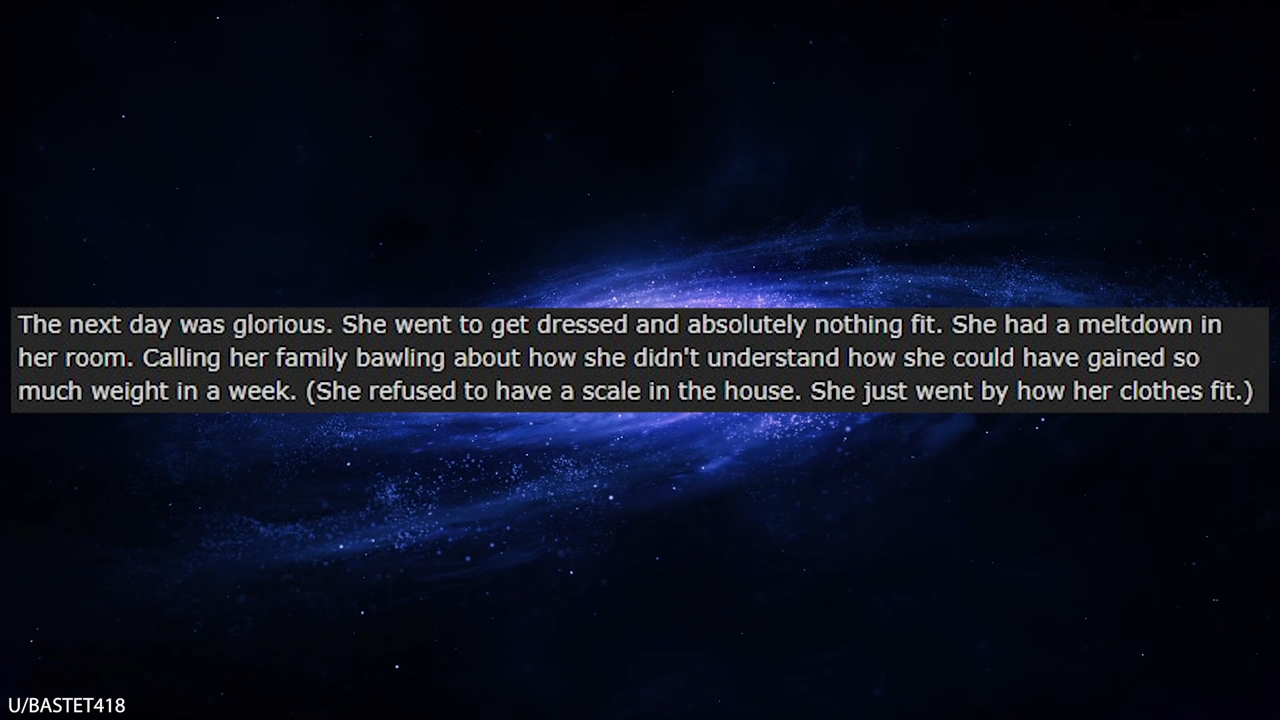 The next day was glorious. She went to get dressed and absolutely nothing fit. She had a meltdown in
her room. Calling her family bawling about how she didn't understand how she could have gained so
much weight in a week. (She refused to have a scale in the house. She just went by how her clothes fit.)
U/BASTET418